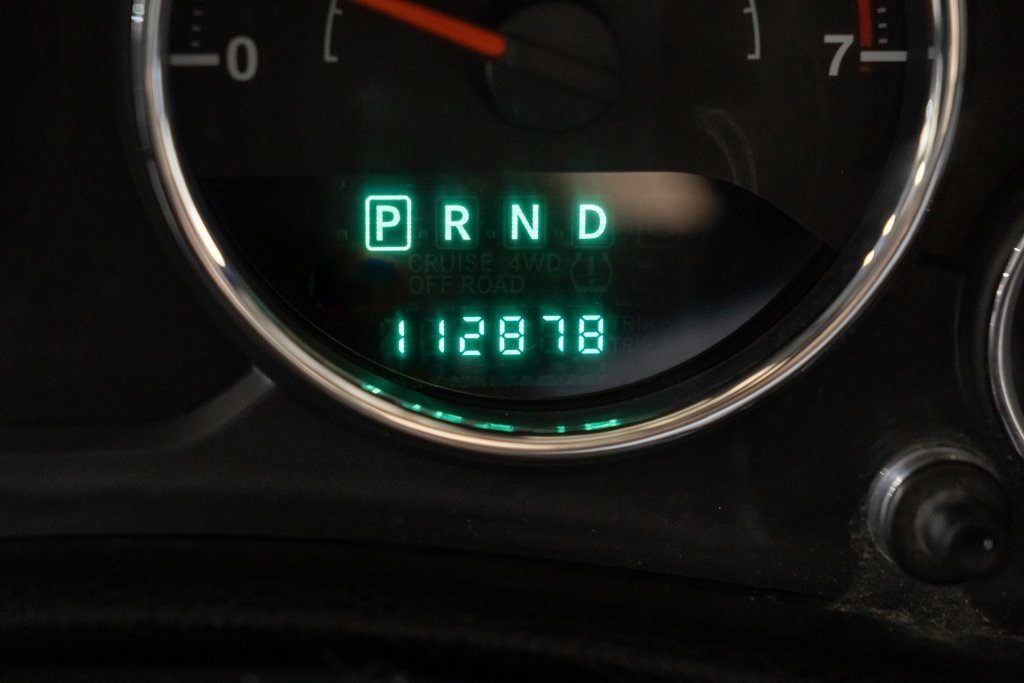 0 7
P R N D
CRUISE 4WD
OFF ROAD
112878